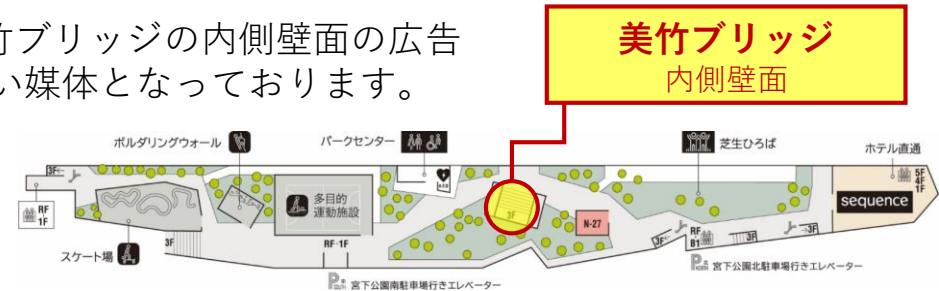 竹ブリッジの内側壁面の広告
い媒体となっております。
美竹ブリッジ
内側壁面
ボルダリングウォール
パークセンター
芝生ひろば
ホテル直通
3F
RF
1F
多目的
運動施設
AED
3F
N-27
5F
4F
1F
sequence
スケート場
3F
RF-1F
3F
RF
B1
3F
3F
P 宮下公園南駐車場行きエレベーター
P 宮下公園北駐車場行きエレベーター